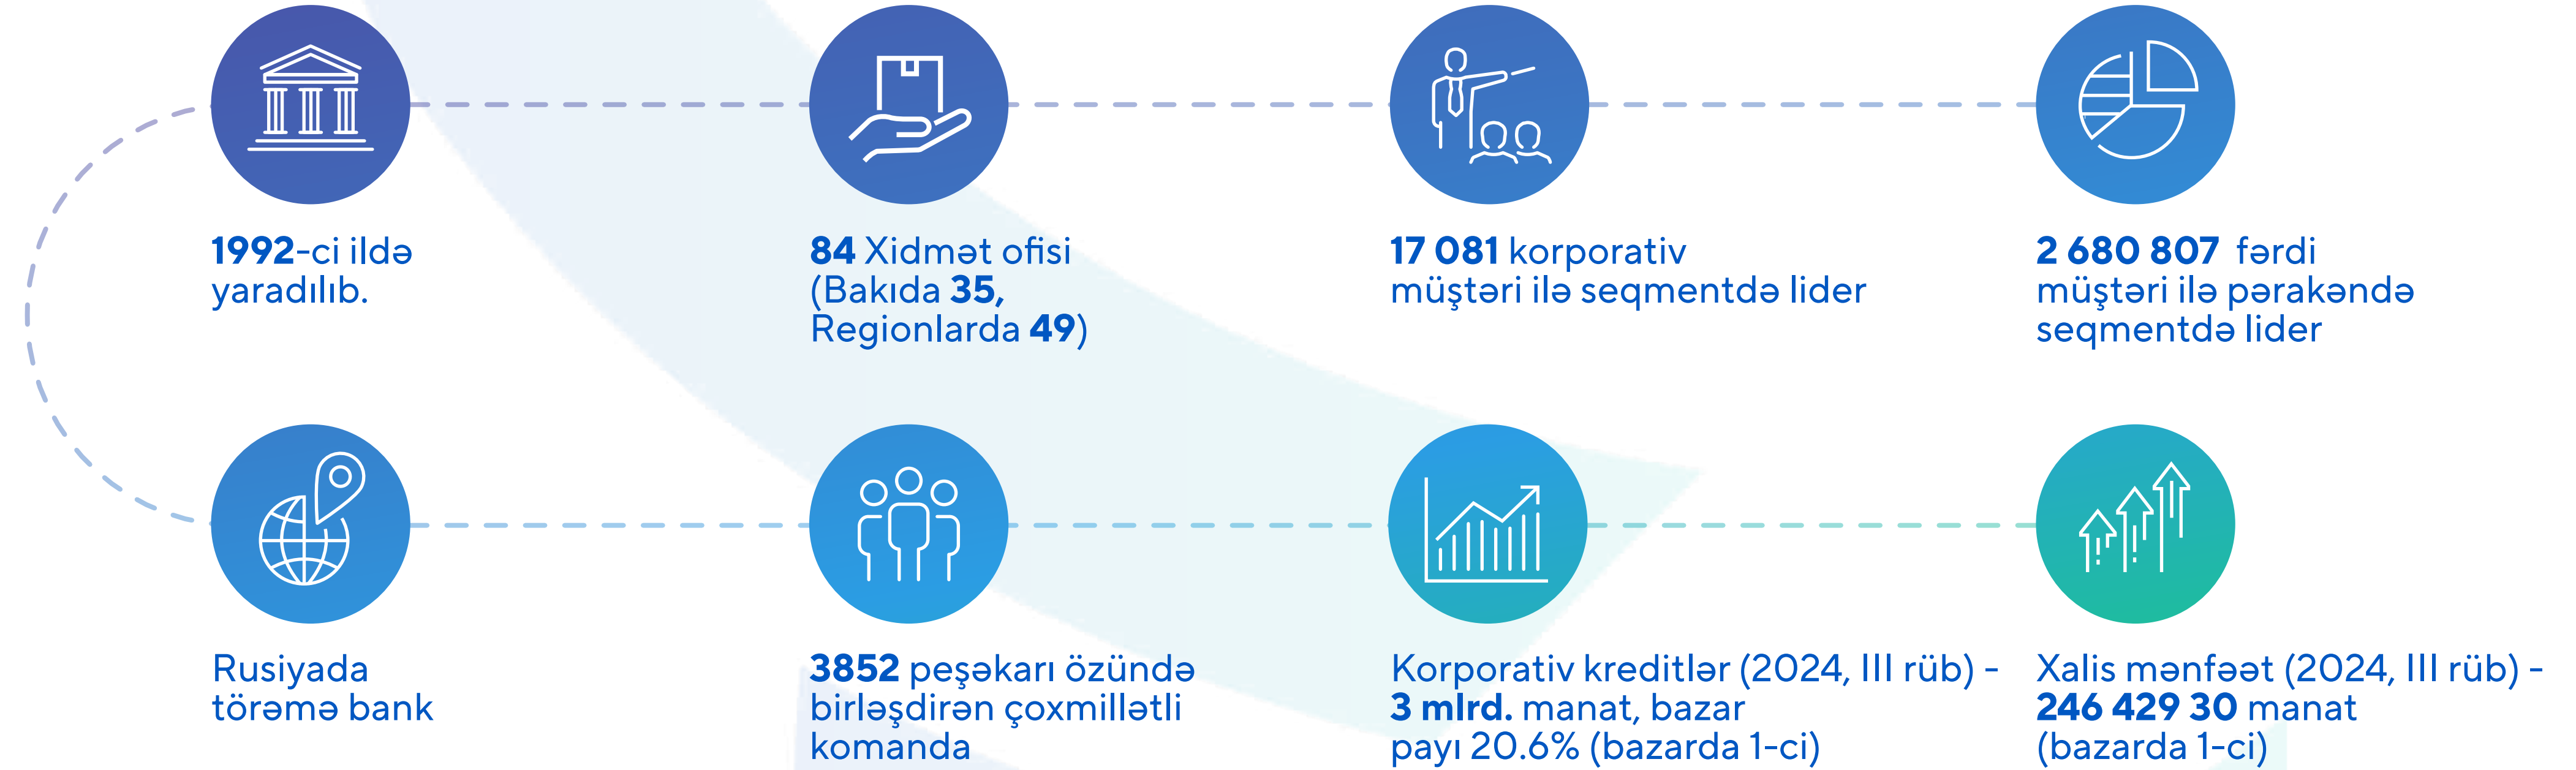 1992-ci ildə
yaradılıb.
84 Xidmət ofisi
(Bakıda 35,
Regionlarda 49)
17 081 korporativ
müştəri ilə seqmentdə lider
2 680 807 fərdi
müştəri ilə pərakəndə
seqmentdə lider
Rusiyada
törəmə bank
3852 peşəkarı özündə
birləşdirən çoxmillətli
komanda
Korporativ kreditlər (2024, III rüb) -
3 mlrd. manat, bazar
payı 20.6% (bazarda 1-ci)
Xalis mənfəət (2024, III rüb) -
246 429 30 manat
(bazarda 1-ci)